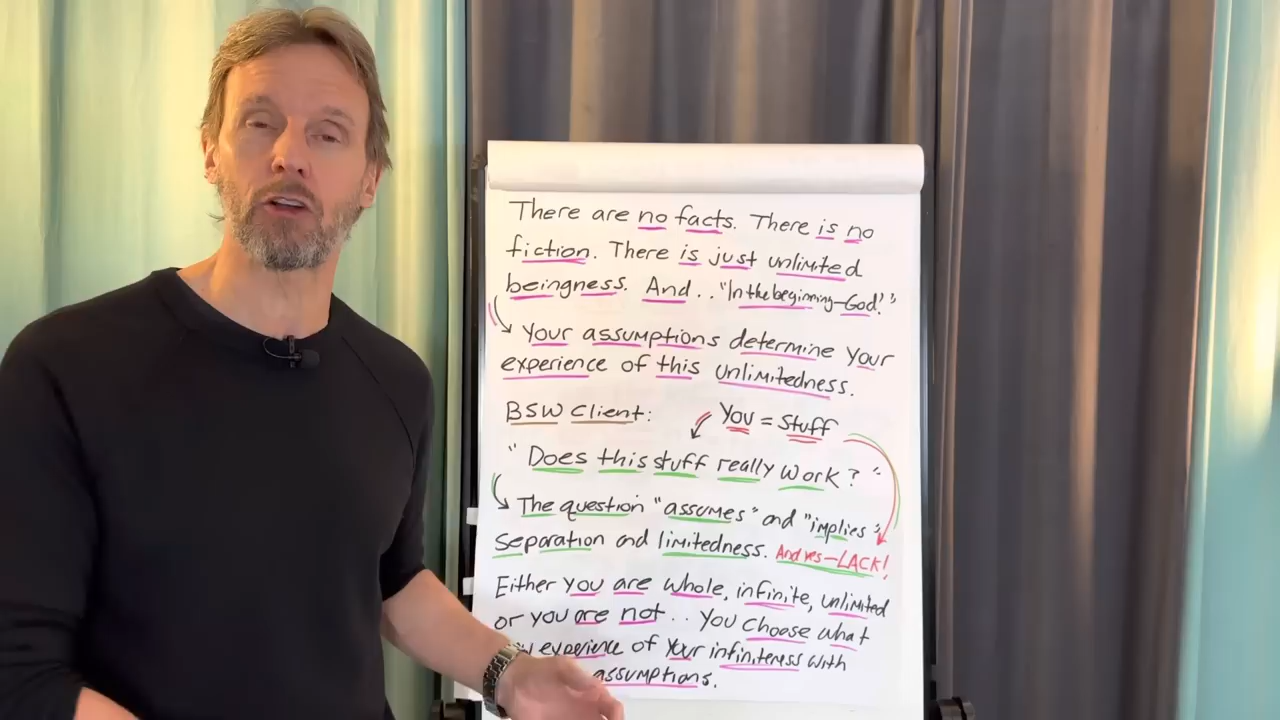 There are no facts. There is no
fiction. There is just unlimited
beingness. And.. "In the beginning—God!"
Your assumptions determine your
experience of this unlimitedness.
BSW Client:
You = Stuff
"Does this stuff really work?"
The question "assumes" and "implies"
separation and limitedness. And yes—LACK!
Either you are whole, infinite, unlimited
or you are not.. You choose what
experience of your infiniteness with
assumptions.